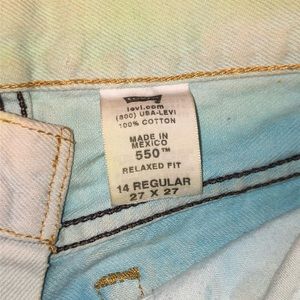 levi.com
(800) USA-LEVI
100% COTTON
MADE IN
MEXICO
550™
RELAXED FIT
14 REGULAR
27 X 27